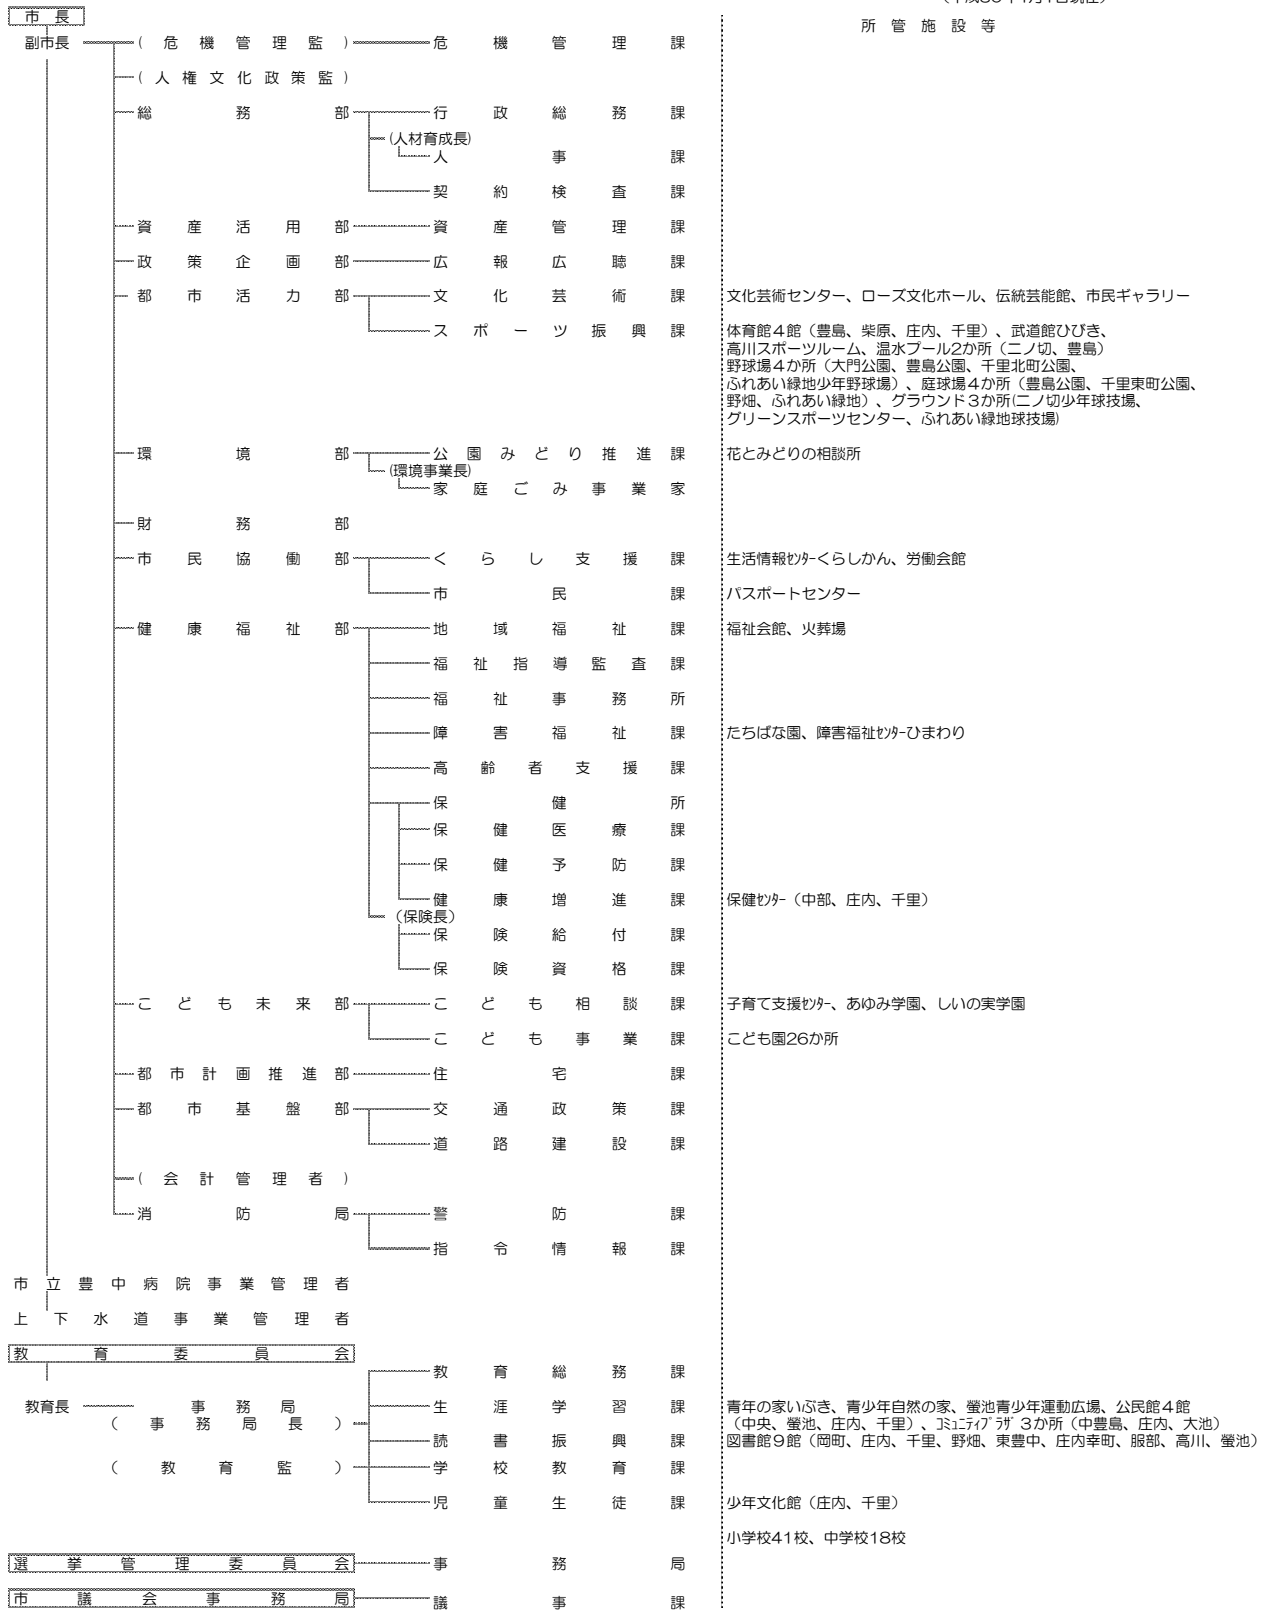 市長
所管施設等
副市長 (危機管理監) 危機管理課
(人権文化政策監)
総務部 行政総務課
(人材育成長)
人事課
契約検査課
資産活用部 資産管理課
政策企画部 広報広聴課
都市活力部 文化芸術課 文化芸術センター、ローズ文化ホール、伝統芸能館、市民ギャラリー
スポーツ振興課 体育館４館（豊島、柴原、庄内、千里）、武道館ひびき、
高川スポーツルーム、温水プール2か所（二ノ切、豊島）
野球場４か所（大門公園、豊島公園、千里北町公園、
ふれあい緑地少年野球場）、庭球場４か所（豊島公園、千里東町公園、
野畑、ふれあい緑地）、グラウンド３か所(二ノ切少年球技場、
グリーンスポーツセンター、ふれあい緑地球技場)
環境部 公園みどり推進課 花とみどりの相談所
(環境事業長)
家庭ごみ事業家
財務部
市民協働部 くらし支援課 生活情報ｾﾝﾀｰくらしかん、労働会館
市民課 パスポートセンター
健康福祉部 地域福祉課 福祉会館、火葬場
福祉指導監査課
福祉事務所
障害福祉課 たちばな園、障害福祉ｾﾝﾀｰひまわり
高齢者支援課
保健所
保健医療課
保健予防課
健康増進課 保健ｾﾝﾀｰ（中部、庄内、千里）
（保険長）
保険給付課
保険資格課
こども未来部 こども相談課 子育て支援ｾﾝﾀｰ、あゆみ学園、しいの実学園
こども事業課 こども園26か所
都市計画推進部 住宅課
都市基盤部 交通政策課
道路建設課
(会計管理者)
消防局 警防課
指令情報課
市立豊中病院事業管理者
上下水道事業管理者
教育委員会
教育総務課
教育長 事務局 生涯学習課 青年の家いぶき、青少年自然の家、螢池青少年運動広場、公民館４館
（事務局長） （中央、螢池、庄内、千里）、ｺﾐｭﾆﾃｨﾌﾟﾗｻﾞ３か所（中豊島、庄内、大池）
読書振興課 図書館９館（岡町、庄内、千里、野畑、東豊中、庄内幸町、服部、高川、螢池）
（教育監） 学校教育課
児童生徒課 少年文化館（庄内、千里）
小学校41校、中学校18校
選挙管理委員会 事務局
市議会事務局 議事課